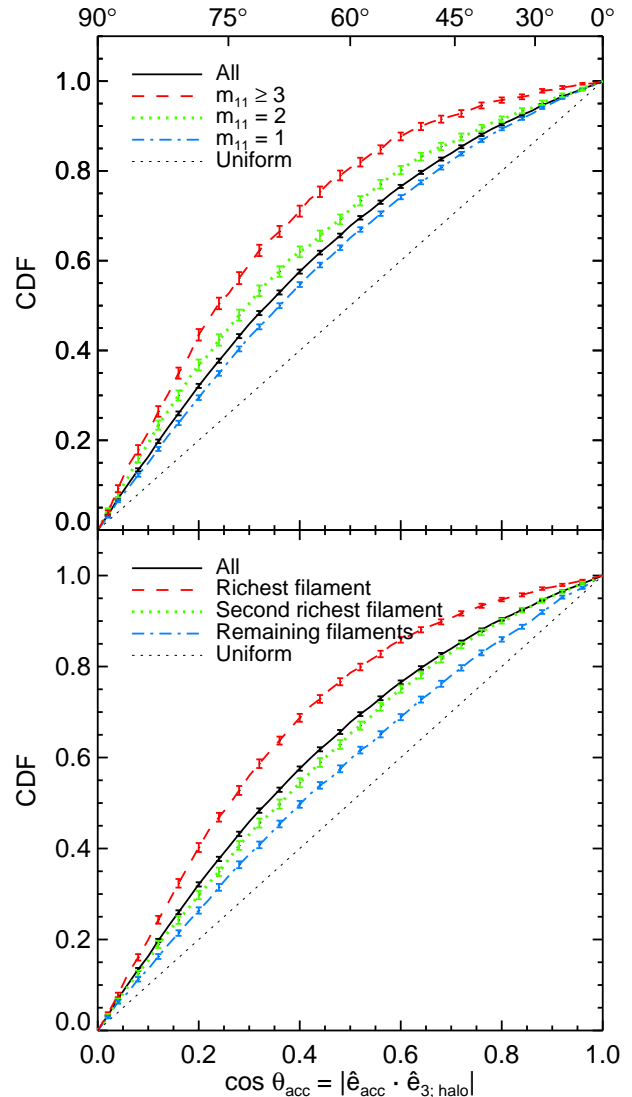 90° 75° 60° 45° 30° 0°
1.0
All
m₁₁ ≥ 3
m₁₁ = 2
m₁₁ = 1
Uniform
0.8
0.6
CDF
0.4
0.2
0.0
1.0
All
Richest filament
Second richest filament
Remaining filaments
Uniform
0.8
0.6
CDF
0.4
0.2
0.0
0.0 0.2 0.4 0.6 0.8 1.0
cos θ_acc = |ê_acc · ê_3; halo|